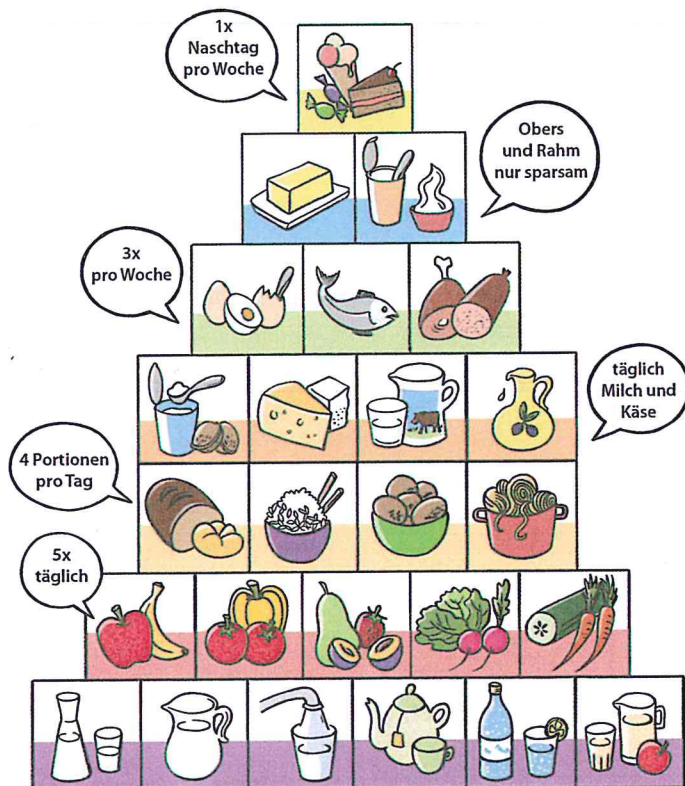 1x
Naschtag
pro Woche
Obers
und Rahm
nur sparsam
3x
pro Woche
täglich
Milch und
Käse
4 Portionen
pro Tag
5x
täglich